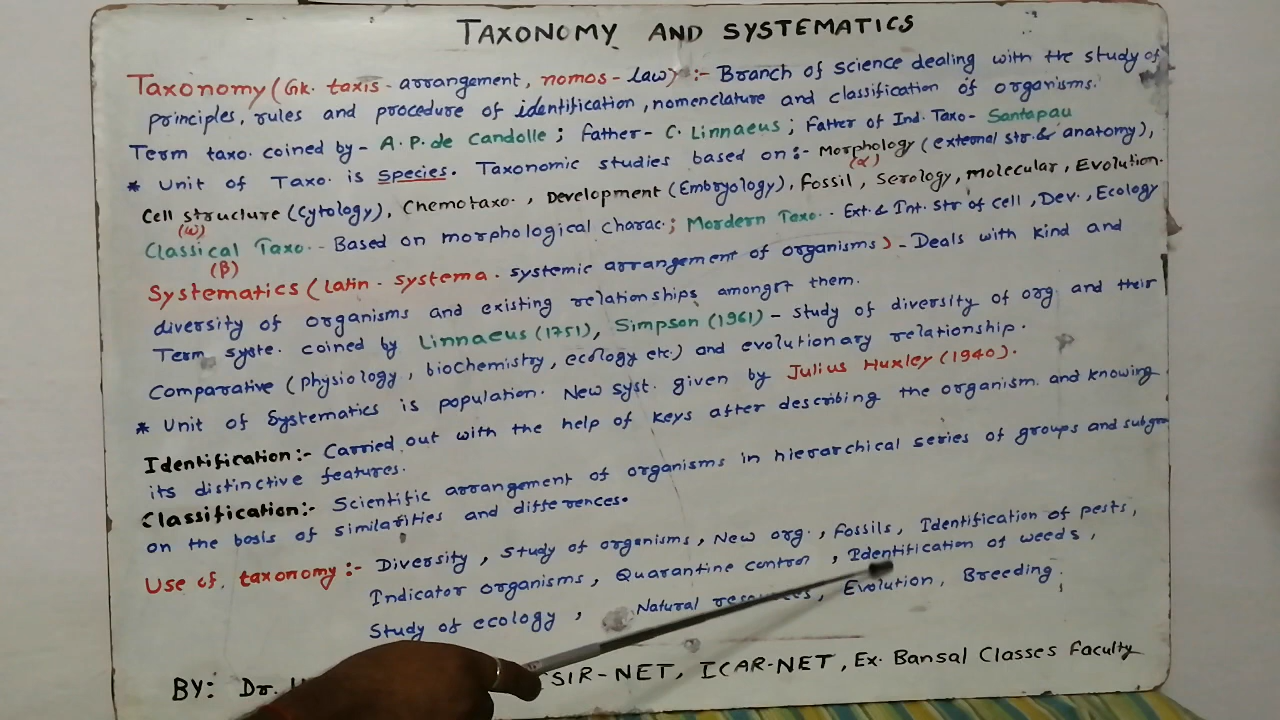 TAXONOMY AND SYSTEMATICS
Taxonomy (Gk. taxis - arrangement, nomos - law) :- Branch of science dealing with the study of
principles, rules and procedure of identification, nomenclature and classification of organisms.
Term taxo. coined by - A. P. de Candolle ; Father - C. Linnaeus ; Father of Ind. Taxo - Santapau
* Unit of Taxo. is species. Taxonomic studies based on :- Morphology (external str. & anatomy),
(α)
Cell structure (Cytology), Chemotaxo., Development (Embryology), Fossil, Serology, Molecular, Evolution.
(ω)
Classical Taxo. - Based on morphological charac.; Mordern Taxo. - Ext. & Int. Str of cell, Dev., Ecology
(β)
Systematics (Latin - systema - systemic arrangement of organisms) - Deals with kind and
diversity of organisms and existing relationships amongst them.
Term syste. coined by Linnaeus (1751), Simpson (1961) - study of diversity of org. and their
Comparative (physiology, biochemistry, ecology etc.) and evolutionary relationship.
* Unit of Systematics is population. New syst. given by Julius Huxley (1940).
Identification :- Carried out with the help of keys after describing the organism. and knowing
its distinctive features.
Classification :- Scientific arrangement of organisms in hierarchical series of groups and
on the basis of similarities and differences.
Use of taxonomy :- Diversity, Study of organisms, New org., Fossils, Identification of pests,
Indicator organisms, Quarantine control, Identification of weeds,
Study of ecology, Natural resources, Evolution, Breeding.
BY: Dr. SIR-NET, ICAR-NET, Ex. Bansal Classes Faculty